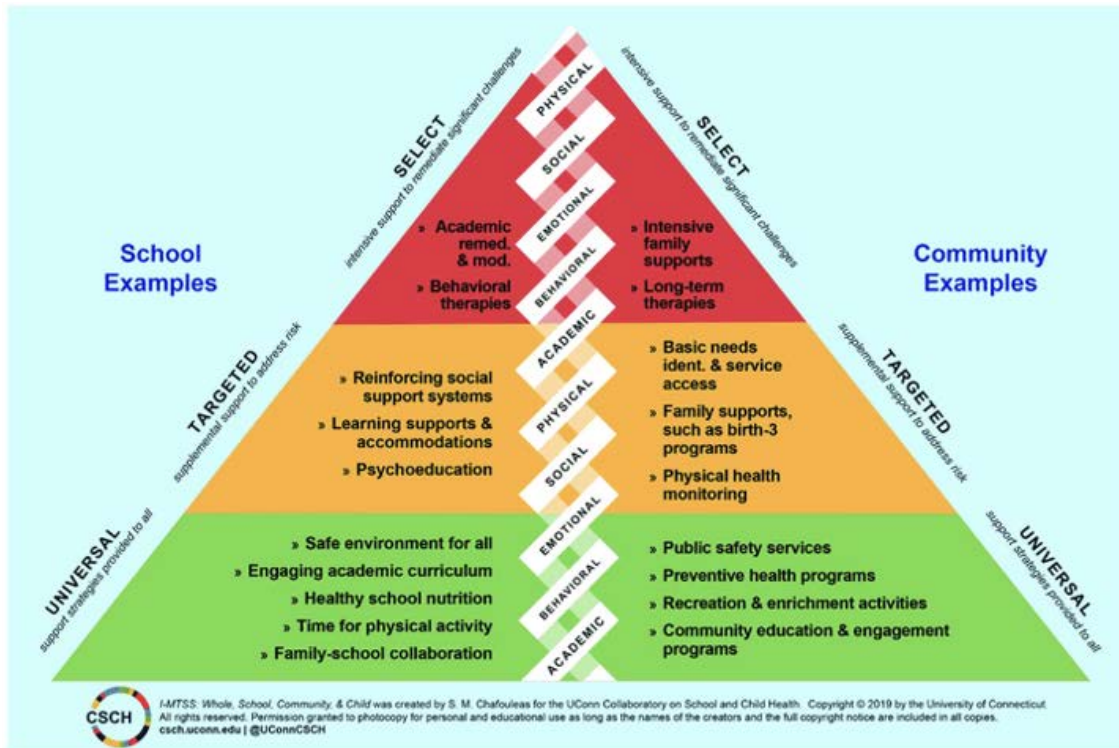 SELECT
intensive support to remediate significant challenges
SELECT
intensive support to remediate significant challenges
School
Examples
Community
Examples
TARGETED
supplemental support to address risk
TARGETED
supplemental support to address risk
UNIVERSAL
support strategies provided to all
UNIVERSAL
support strategies provided to all
PHYSICAL
SOCIAL
EMOTIONAL
BEHAVIORAL
ACADEMIC
PHYSICAL
SOCIAL
EMOTIONAL
BEHAVIORAL
ACADEMIC
» Academic
remed.
& mod.
» Behavioral
therapies
» Intensive
family
supports
» Long-term
therapies
» Reinforcing social
support systems
» Learning supports &
accommodations
» Psychoeducation
» Basic needs
ident. & service
access
» Family supports,
such as birth-3
programs
» Physical health
monitoring
» Safe environment for all
» Engaging academic curriculum
» Healthy school nutrition
» Time for physical activity
» Family-school collaboration
» Public safety services
» Preventive health programs
» Recreation & enrichment activities
» Community education & engagement
programs
CSCH
I-MTSS: Whole, School, Community, & Child was created by S. M. Chafouleas for the UConn Collaboratory on School and Child Health. Copyright © 2019 by the University of Connecticut.
All rights reserved. Permission granted to photocopy for personal and educational use as long as the names of the creators and the full copyright notice are included in all copies.
csch.uconn.edu | @UConnCSCH